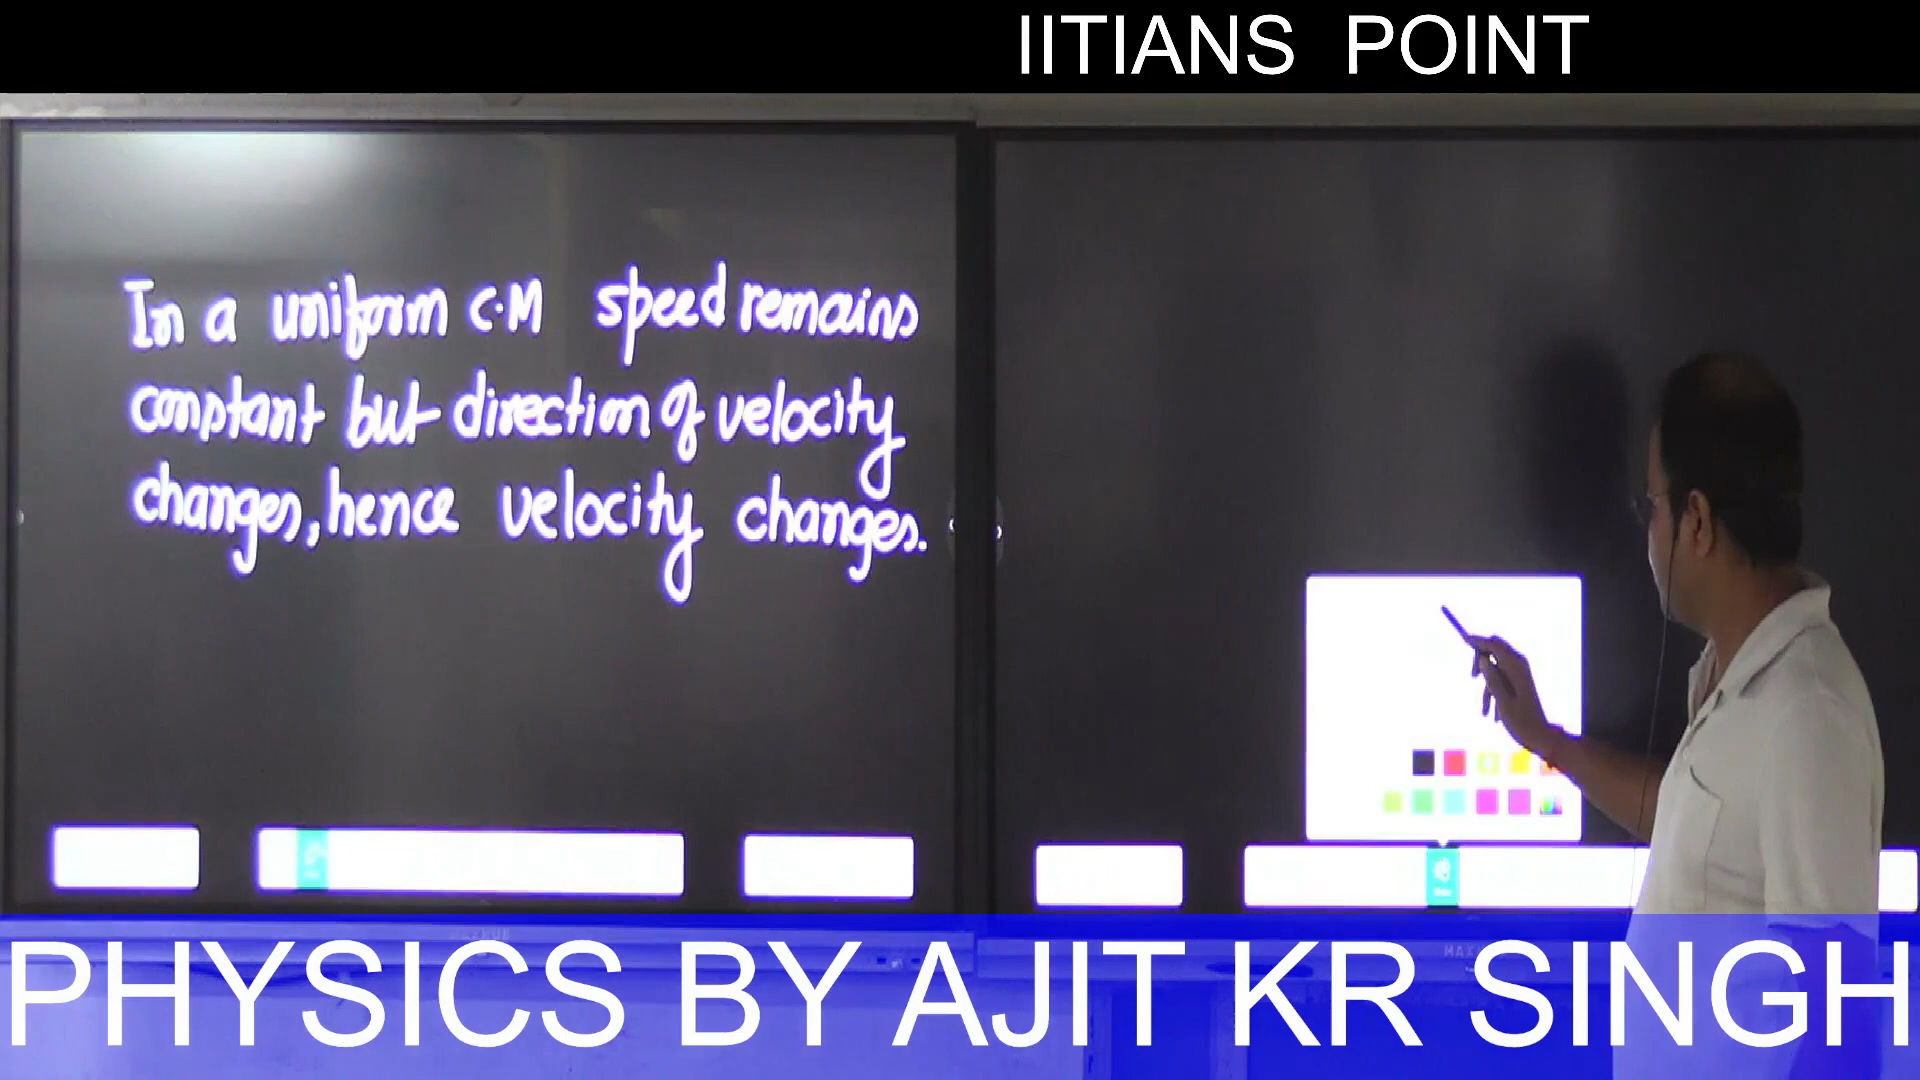 IITIANS POINT
In a uniform C.M speed remains
constant but direction of velocity
changes, hence velocity changes.
PHYSICS BY AJIT KR SINGH